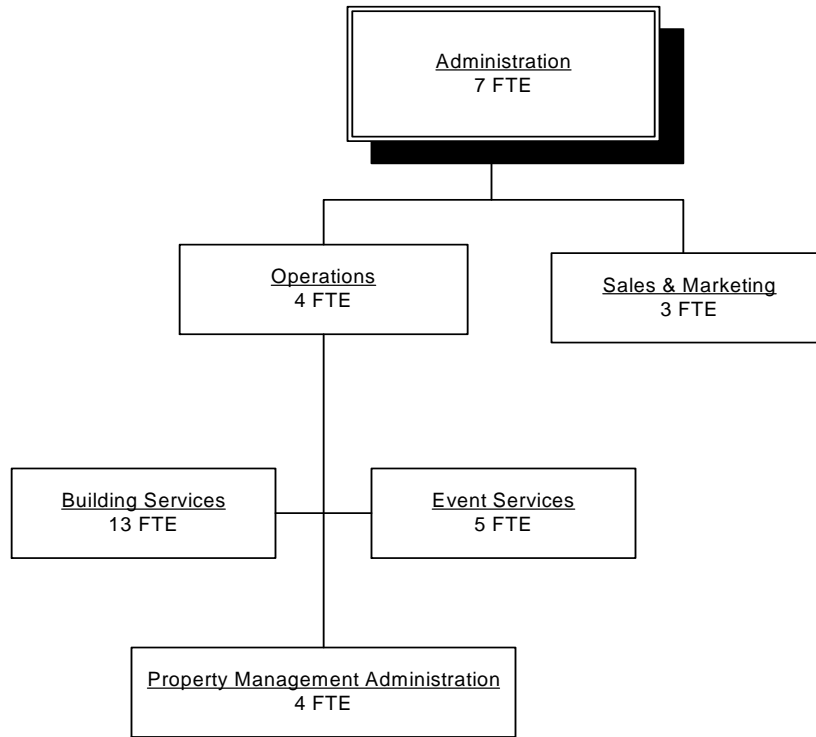 Administration
7 FTE
Operations
4 FTE
Sales & Marketing
3 FTE
Building Services
13 FTE
Event Services
5 FTE
Property Management Administration
4 FTE